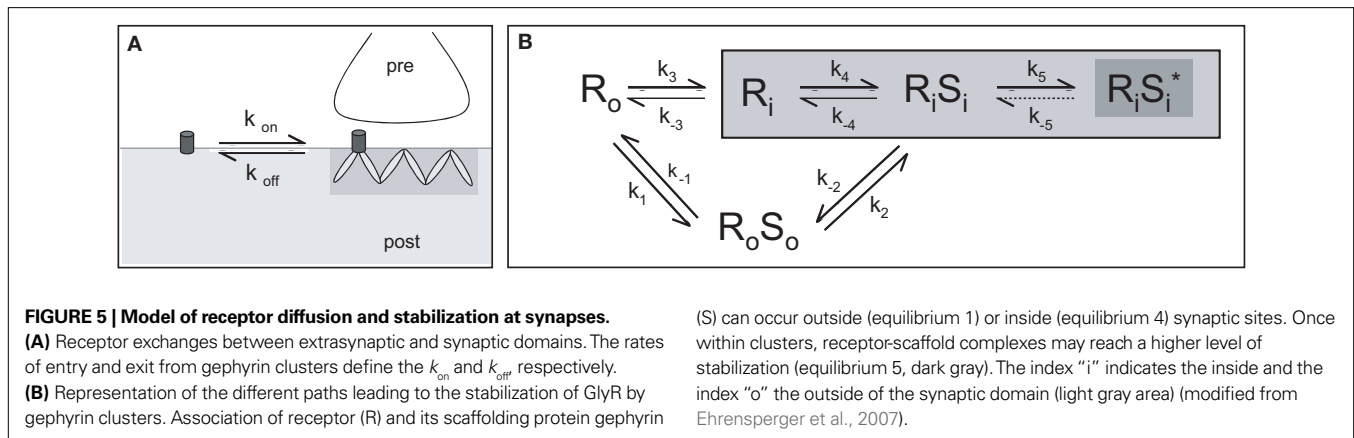 A
pre
k on
k off
post
B
Ro
k3
k-3
Ri
k4
k-4
RiSi
k5
k-5
RiSi*
k-1
k1
k-2
k2
RoSo
FIGURE 5 | Model of receptor diffusion and stabilization at synapses.
(A) Receptor exchanges between extrasynaptic and synaptic domains. The rates
of entry and exit from gephyrin clusters define the kon and koff, respectively.
(B) Representation of the different paths leading to the stabilization of GlyR by
gephyrin clusters. Association of receptor (R) and its scaffolding protein gephyrin
(S) can occur outside (equilibrium 1) or inside (equilibrium 4) synaptic sites. Once
within clusters, receptor-scaffold complexes may reach a higher level of
stabilization (equilibrium 5, dark gray). The index "i" indicates the inside and the
index "o" the outside of the synaptic domain (light gray area) (modified from
Ehrensperger et al., 2007).